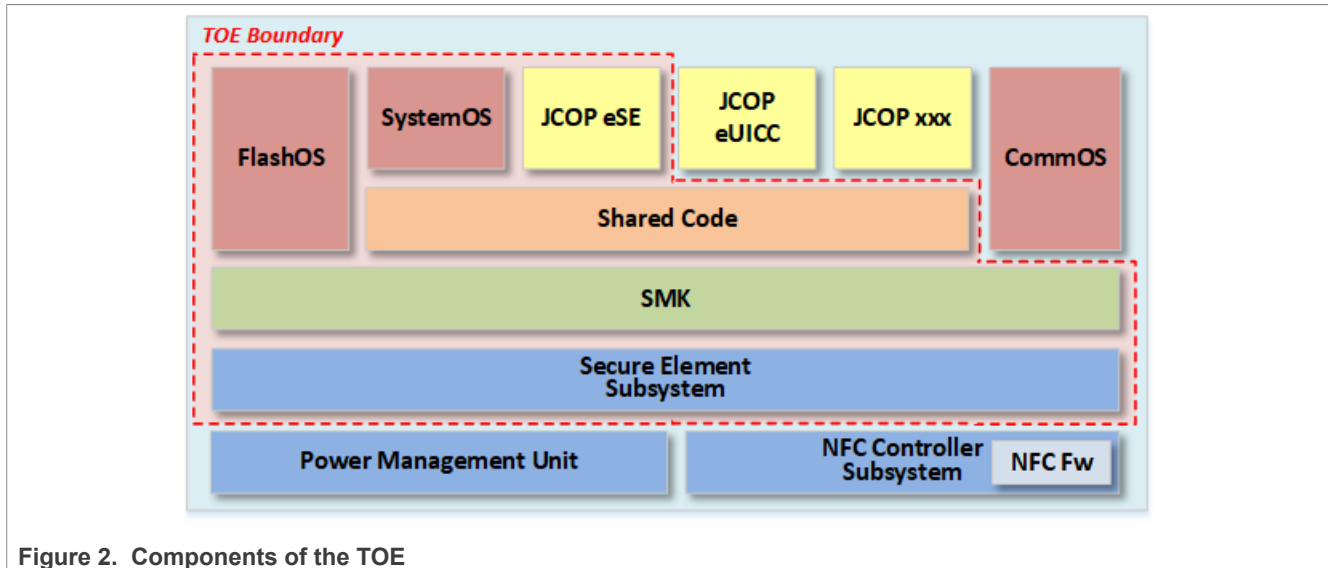 TOE Boundary
FlashOS
SystemOS
JCOP eSE
JCOP
eUICC
JCOP xxx
CommOS
Shared Code
SMK
Secure Element
Subsystem
Power Management Unit
NFC Controller
Subsystem
NFC Fw
Figure 2. Components of the TOE